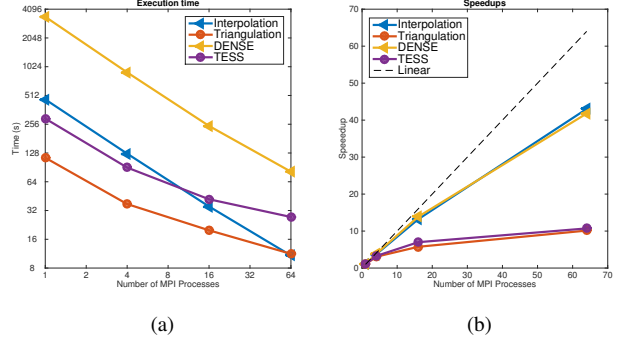 Execution time
4096
2048
1024
512
256
128
64
32
16
8
Time (s)
Interpolation
Triangulation
DENSE
TESS
1 2 4 8 16 32 64
Number of MPI Processes
(a)
Speedups
70
60
50
40
30
20
10
0
Speeedup
Interpolation
Triangulation
DENSE
TESS
Linear
0 10 20 30 40 50 60 70
Number of MPI Processes
(b)